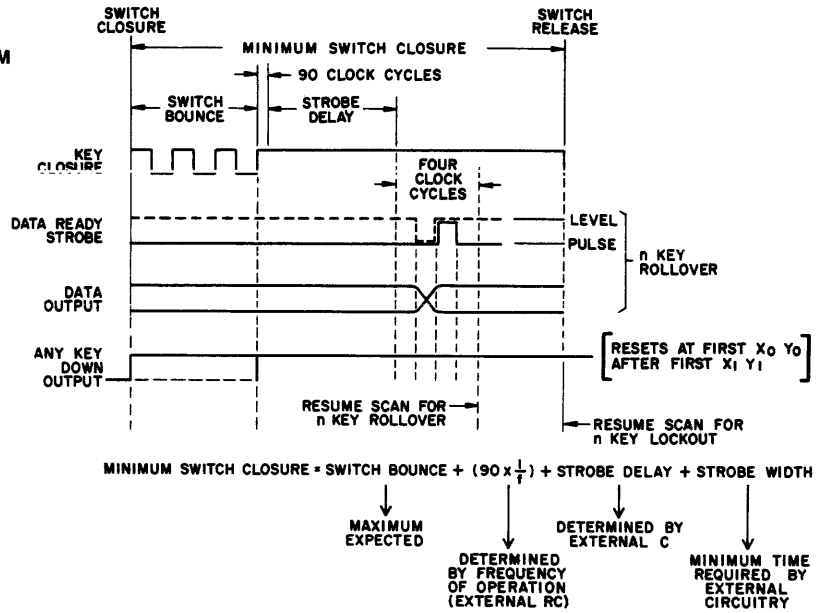 SWITCH
CLOSURE
SWITCH
RELEASE
MINIMUM SWITCH CLOSURE
M
90 CLOCK CYCLES
SWITCH
BOUNCE
STROBE
DELAY
KEY
CLOSURE
FOUR
CLOCK
CYCLES
DATA READY
STROBE
LEVEL
PULSE
n KEY
ROLLOVER
DATA
OUTPUT
ANY KEY
DOWN
OUTPUT
[RESETS AT FIRST X0 Y0
AFTER FIRST X1 Y1]
RESUME SCAN FOR
n KEY ROLLOVER
RESUME SCAN FOR
n KEY LOCKOUT
MINIMUM SWITCH CLOSURE = SWITCH BOUNCE + (90 x 1/f) + STROBE DELAY + STROBE WIDTH
MAXIMUM
EXPECTED
DETERMINED
BY FREQUENCY
OF OPERATION
(EXTERNAL RC)
DETERMINED BY
EXTERNAL C
MINIMUM TIME
REQUIRED BY
EXTERNAL
CIRCUITRY